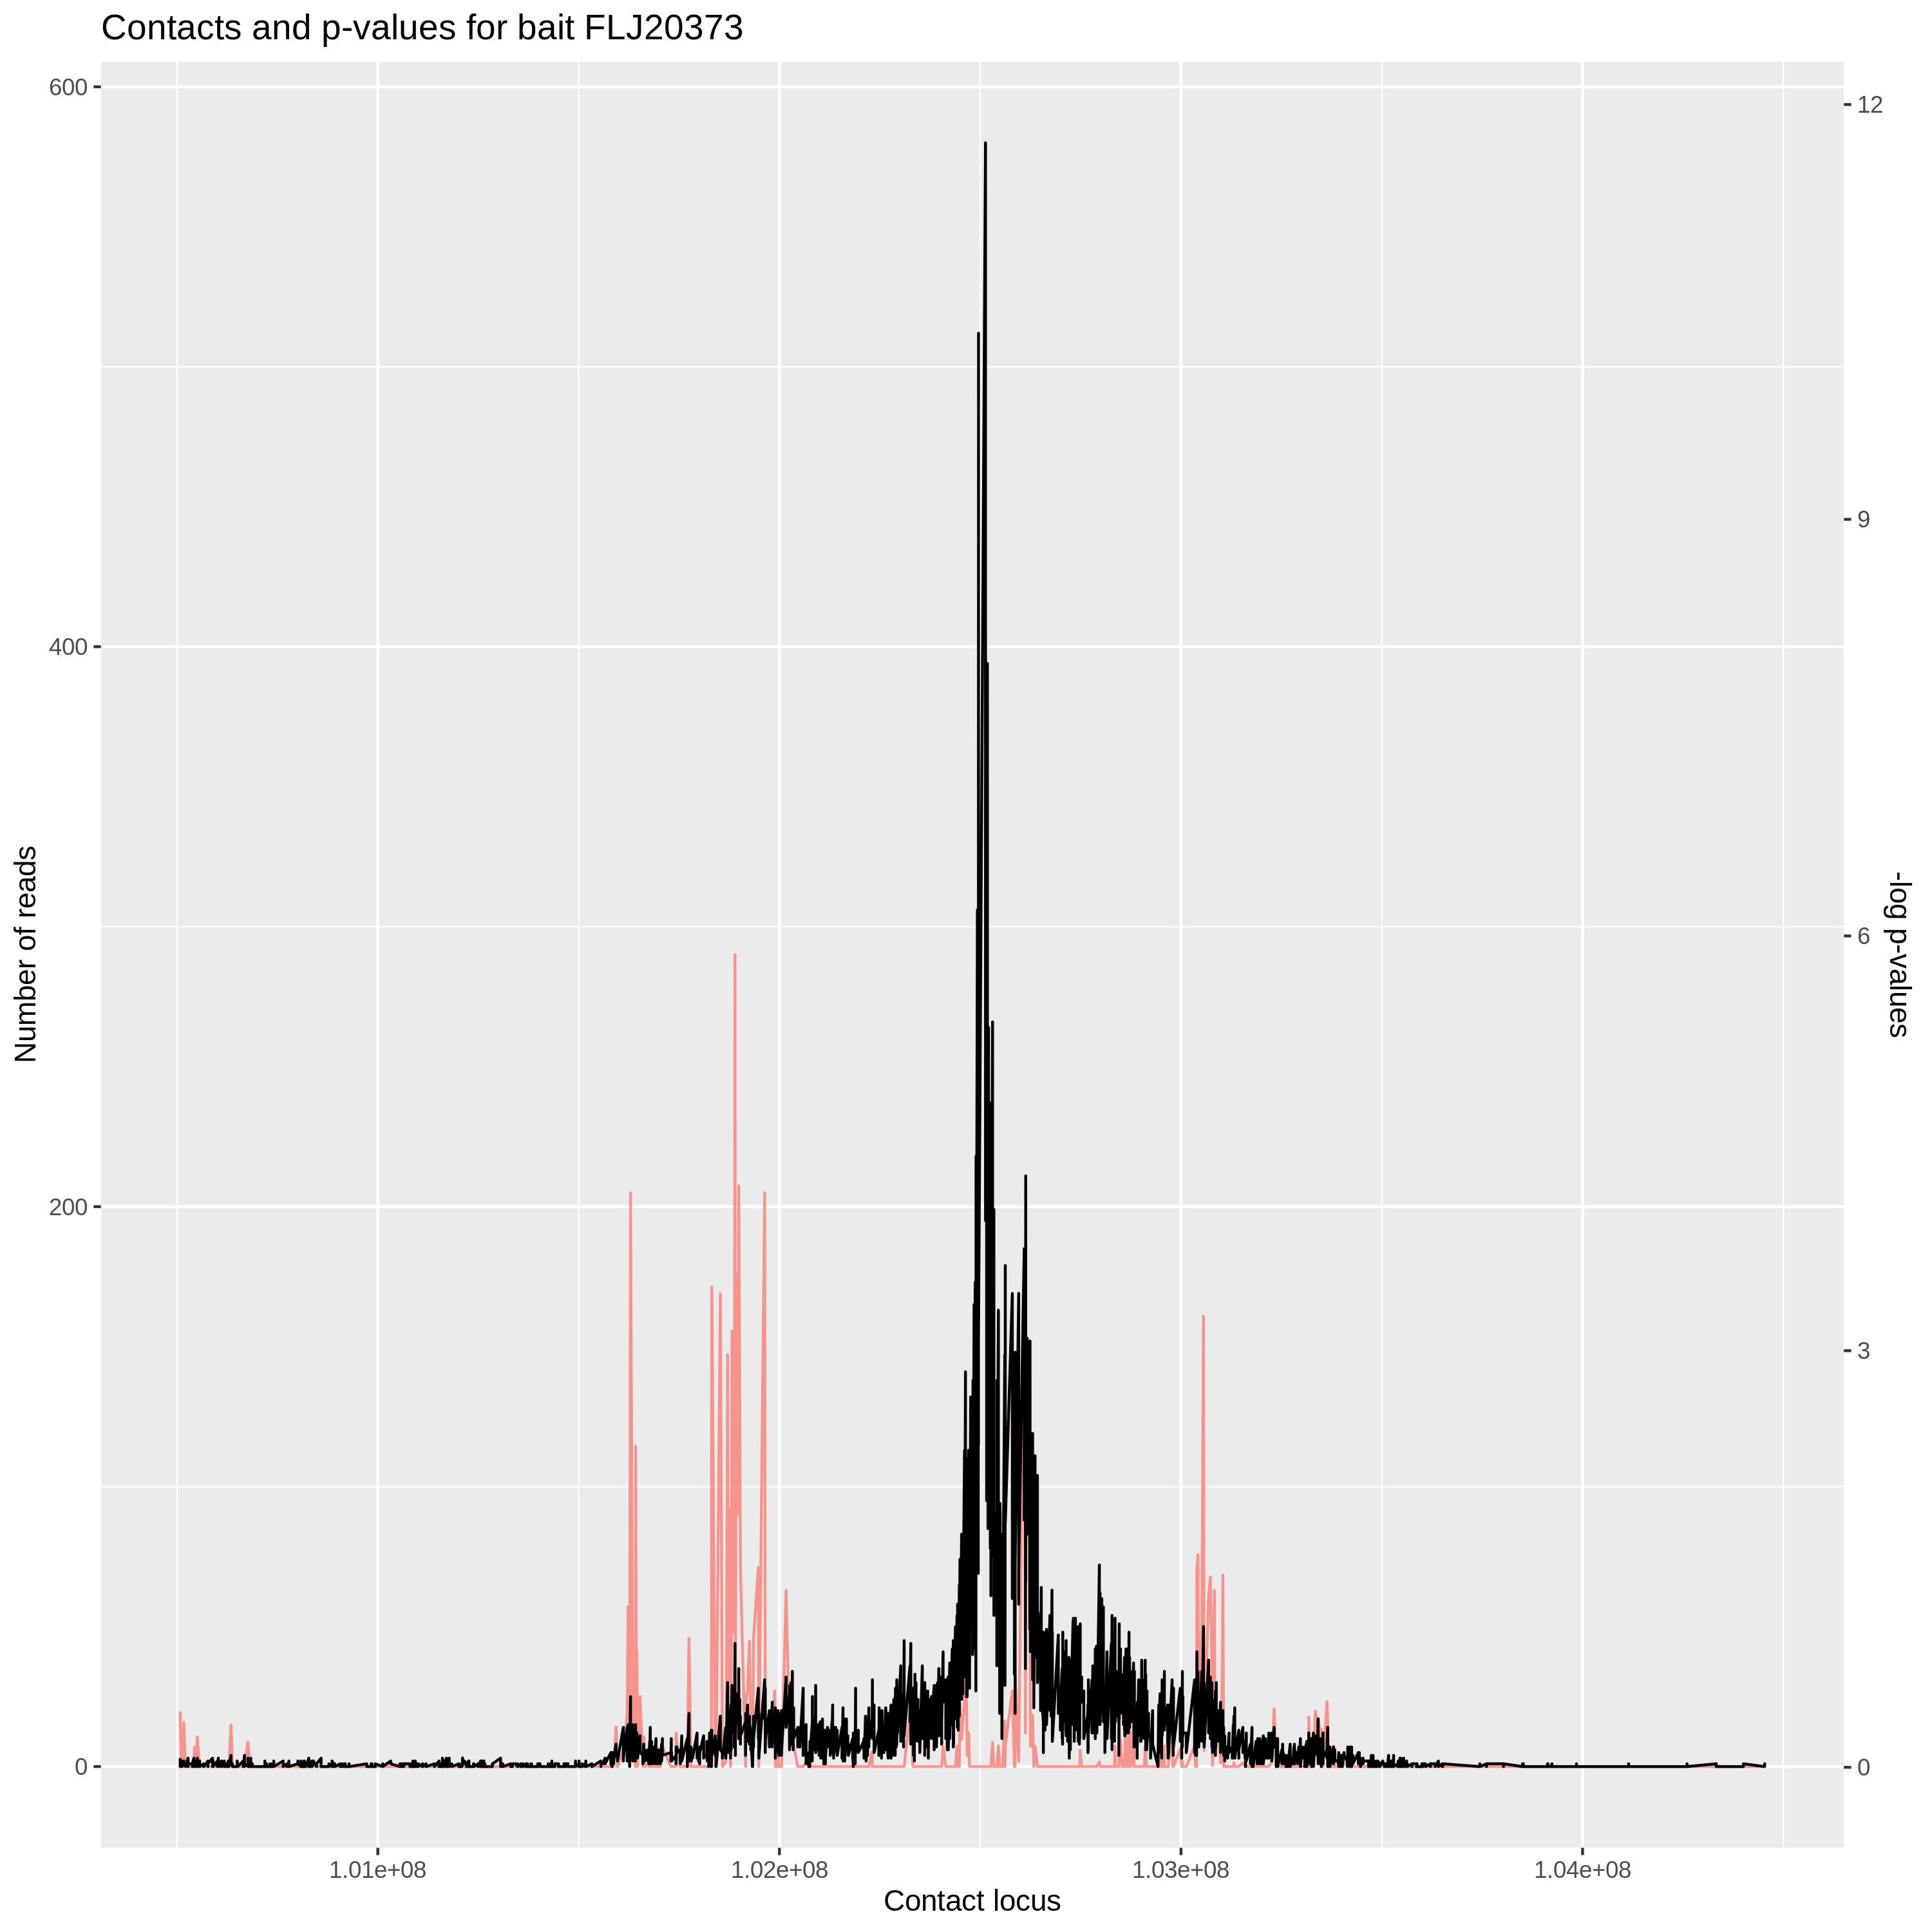 Contacts and p-values for bait FLJ20373
600
400
200
0
Number of reads
12
9
6
3
0
-log p-values
1.01e+08
1.02e+08
1.03e+08
1.04e+08
Contact locus